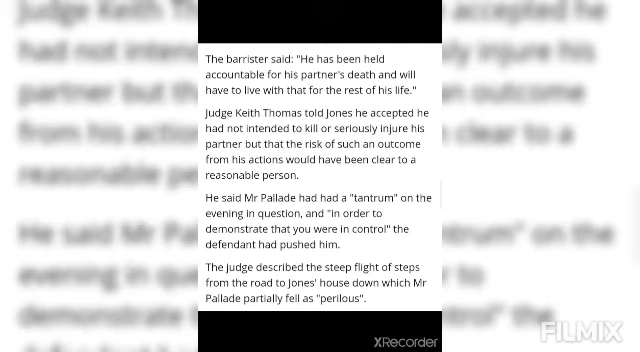 The barrister said: "He has been held
accountable for his partner's death and will
have to live with that for the rest of his life."
Judge Keith Thomas told Jones he accepted he
had not intended to kill or seriously injure his
partner but that the risk of such an outcome
from his actions would have been clear to a
reasonable person.
He said Mr Pallade had had a "tantrum" on the
evening in question, and "in order to
demonstrate that you were in control" the
defendant had pushed him.
The judge described the steep flight of steps
from the road to Jones' house down which Mr
Pallade partially fell as "perilous".
XRecorder
FILMIX